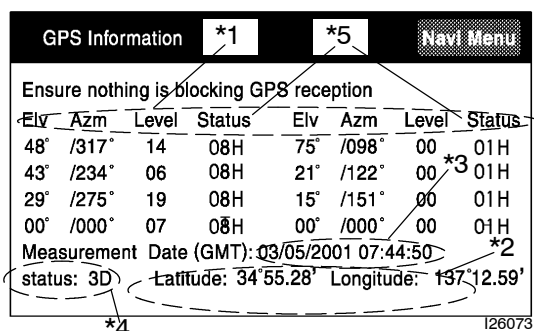 GPS Information *1 *5 Navi Menu
Ensure nothing is blocking GPS reception
Elv Azm Level Status Elv Azm Level Status
48° /317° 14 08H 75° /098° 00 01H
43° /234° 06 08H 21° /122° 00 01H
*3
29° /275° 19 08H 15° /151° 00 01H
00° /000° 07 08H 00° /000° 00 01H
Measurement Date (GMT): 03/05/2001 07:44:50
*2
status: 3D Latitude: 34°55.28' Longitude: 137°12.59'
*4
I26073